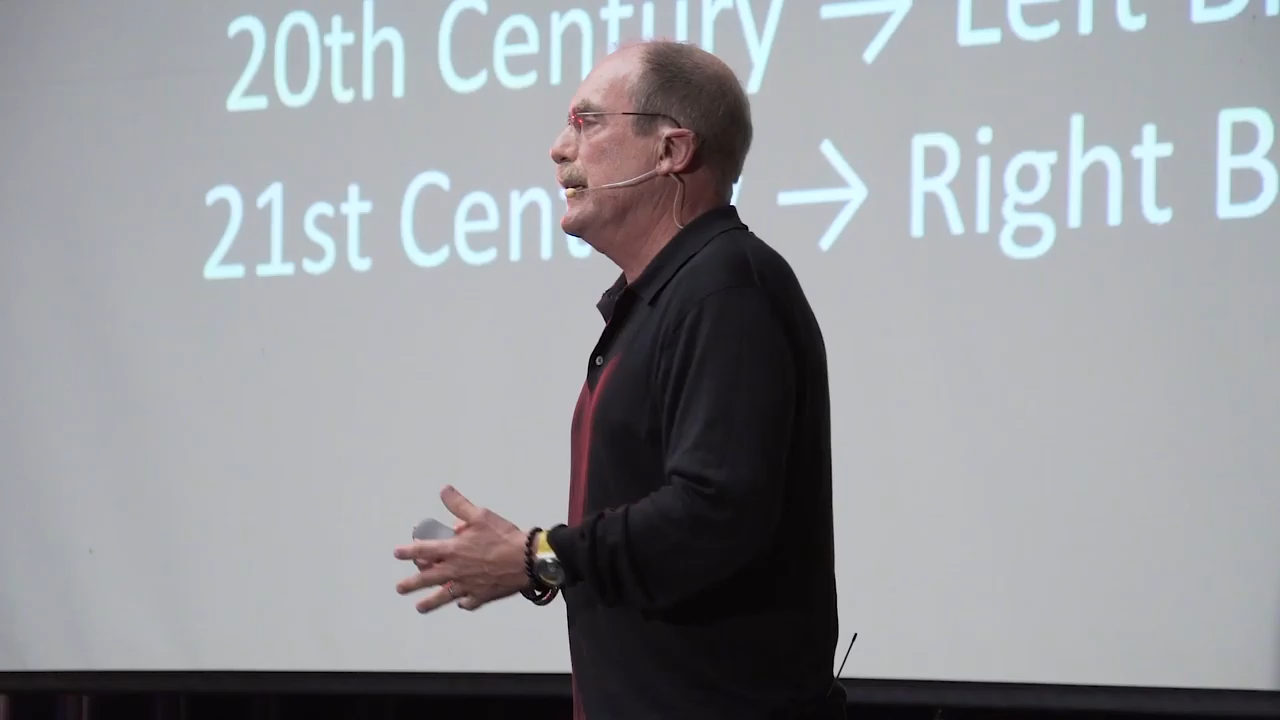 20th Century → Left B
21st Cent → Right B